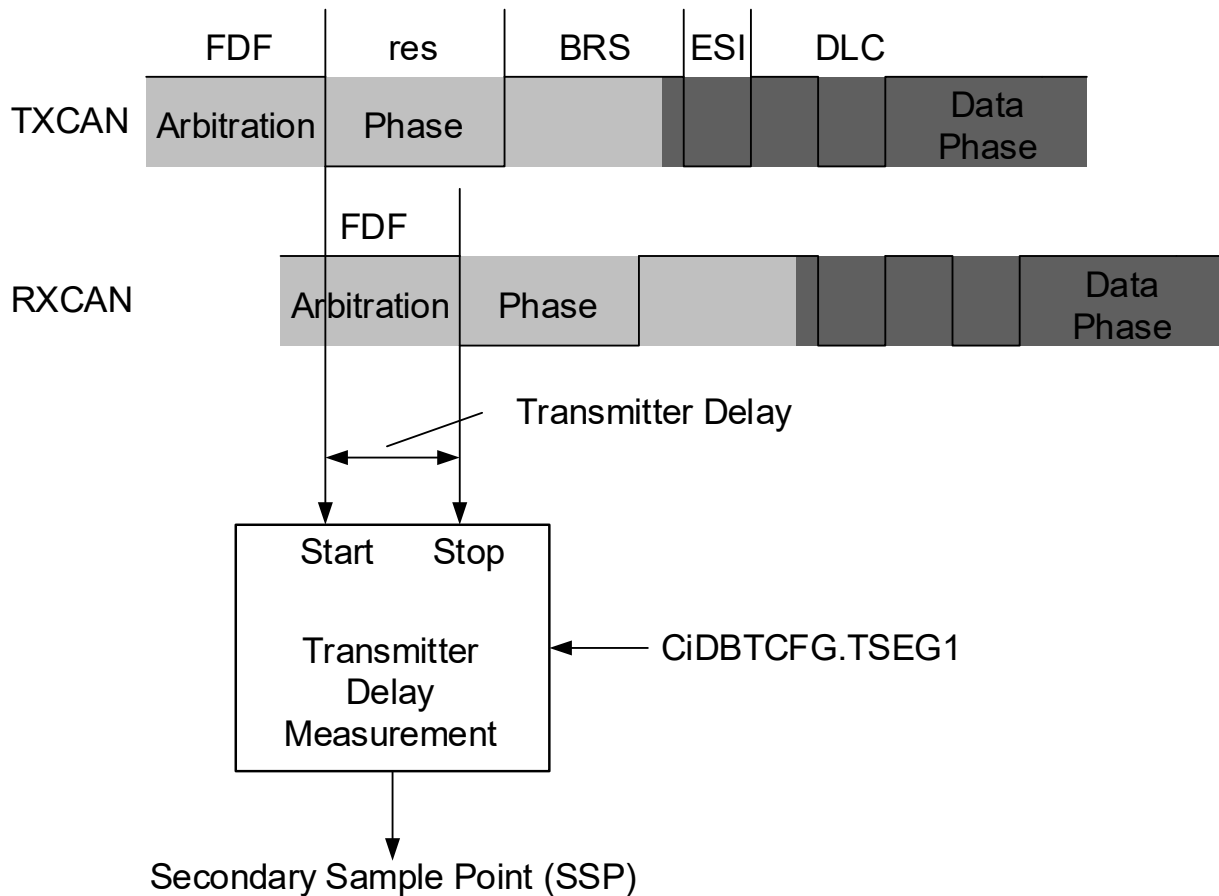 FDF res BRS ESI DLC
TXCAN Arbitration Phase Data
Phase
FDF
RXCAN Arbitration Phase Data
Phase
Transmitter Delay
Start Stop
Transmitter
Delay
Measurement
CiDBTCFG.TSEG1
Secondary Sample Point (SSP)